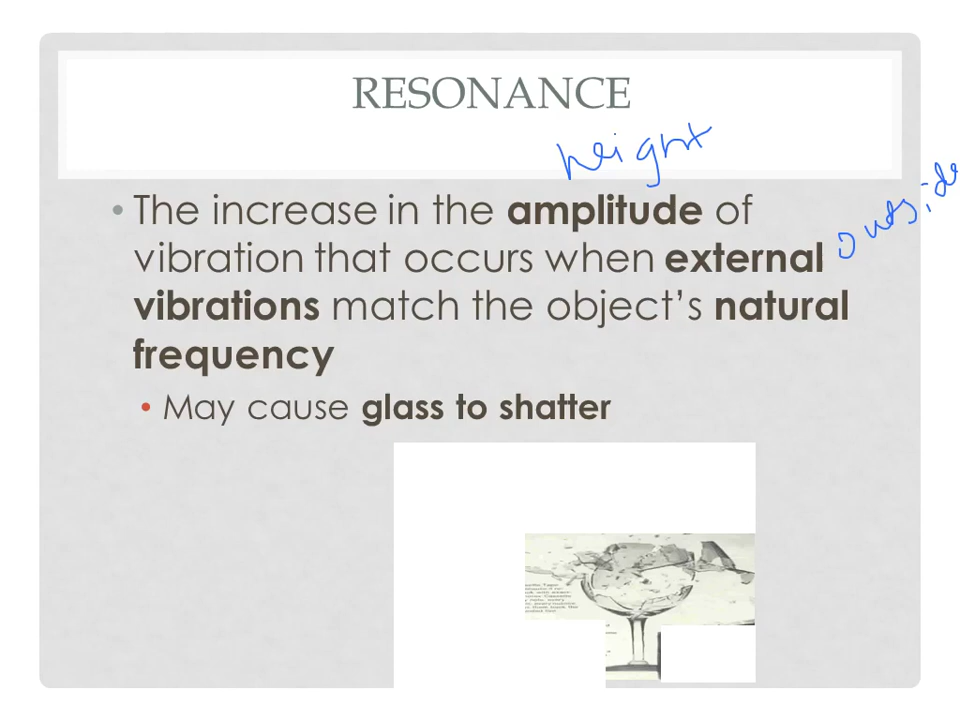 RESONANCE
height
• The increase in the amplitude of
outside
vibration that occurs when external
vibrations match the object’s natural
frequency
• May cause glass to shatter